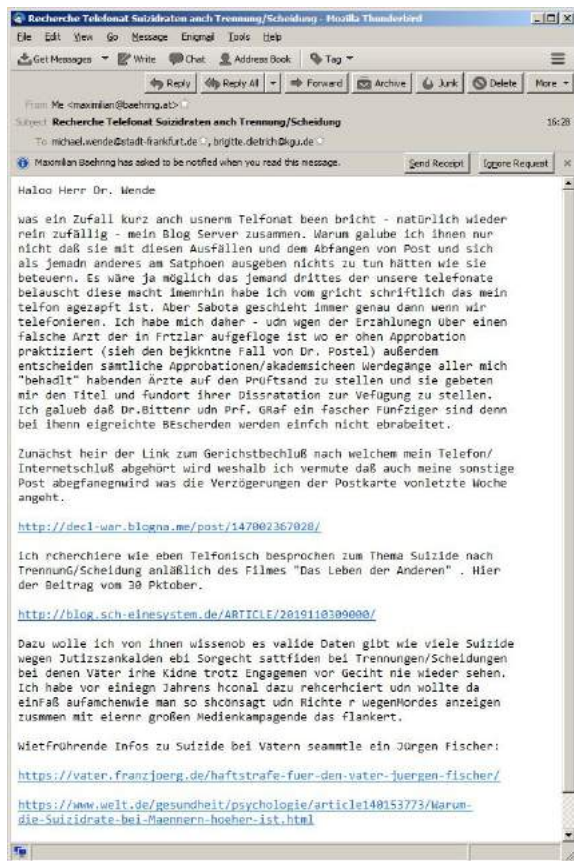 Recherche Telefonat Suizidraten anch Trennung/Scheidung - Mozilla Thunderbird
File Edit View Go Message Enigmail Tools Help
Get Messages Write Chat Address Book Tag
Reply Reply All Forward Archive Junk Delete More
From Me <maximilian@baehring.at>
Subject Recherche Telefonat Suizidraten anch Trennung/Scheidung 16:28
To michael.wende@stadt-frankfurt.de, brigitte.dietrich@kgu.de
Maximilian Baehring has asked to be notified when you read this message. Send Receipt Ignore Request
Haloo Herr Dr. Wende
was ein Zufall kurz anch usnerm Telfonat been bricht - natürlich wieder
rein zufällig - mein Blog Server zusammen. Warum galube ich ihnen nur
nicht daß sie mit diesen Ausfällen und dem Abfangen von Post und sich
als jemadn anderes am Satphoen ausgeben nichts zu tun hätten wie sie
beteuern. Es wäre ja möglich das jemand drittes der unsere telefonate
belauscht diese macht imemrhin habe ich vom gricht schriftlich das mein
telfon agezapft ist. Aber Sabota geschieht immer genau dann wenn wir
telefonieren. Ich habe mich daher - udn wgen der Erzählunegn über einen
falsche Arzt der in Frtzlar aufgefloge ist wo er ohen Approbation
praktiziert (sieh den bejkkntne Fall von Dr. Postel) außerdem
entscheiden sämtliche Approbationen/akademsicheen Werdegänge aller mich
"behadlt" habenden Ärzte auf den Prüftsand zu stellen und sie gebeten
mir den Titel und fundort ihrer Dissratation zur Vefügung zu stellen.
Ich galueb daß Dr.Bittenr udn Prf. GRaf ein fascher Fünfziger sind denn
bei ihenn eigreichte BEscherden werden einfch nicht ebrabeitet.
Zunächst heir der Link zum Gerichstbechluß nach welchem mein Telefon/
Internetschluß abgehört wird weshalb ich vermute daß auch meine sonstige
Post abegfanegnwird was die Verzögerungen der Postkarte vonletzte Woche
angeht.
http://decl-war.blogna.me/post/147002367028/
ich rcherchiere wie eben Telfonisch besprochen zum Thema Suizide nach
TrennunG/Scheidung anläßlich des Filmes "Das Leben der Anderen" . Hier
der Beitrag vom 30 Pktober.
http://blog.sch-einesystem.de/ARTICLE/2019110309000/
Dazu wolle ich von ihnen wissenob es valide Daten gibt wie viele Suizide
wegen Jutizszankalden ebi Sorgecht sattfiden bei Trennungen/Scheidungen
bei denen Väter irhe Kidne trotz Engagemen vor Geciht nie wieder sehen.
Ich habe vor einiegn Jahrens hconal dazu rehcerhciert udn wollte da
einFaß aufamchenwie man so shcönsagt udn Richte r wegenMordes anzeigen
zusmmen mit eiernr großen Medienkampagende das flankert.
Wietfrührende Infos zu Suizide bei Vätern seammtle ein Jürgen Fischer:
https://vater.franzjoerg.de/haftstrafe-fuer-den-vater-juergen-fischer/
https://www.welt.de/gesundheit/psychologie/article140153773/Warum-
die-Suizidrate-bei-Maennern-hoeher-ist.html